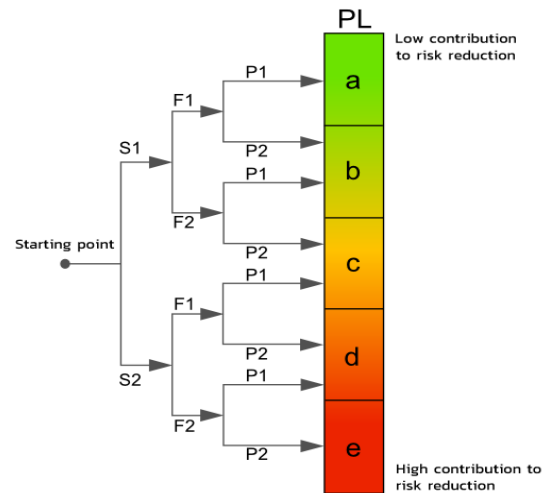 PL
Low contribution
to risk reduction
P1
a
F1
P2
S1
b
P1
F2
P2
Starting point
c
P1
F1
P2
d
S2
P1
F2
P2
e
High contribution to
risk reduction